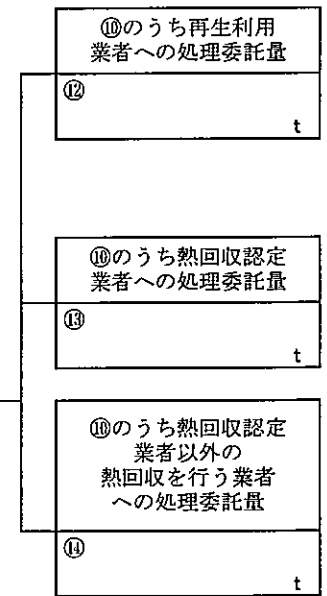 ⑩のうち再生利用
業者への処理委託量
⑫
t
⑩のうち熱回収認定
業者への処理委託量
⑬
t
⑩のうち熱回収認定
業者以外の
熱回収を行う業者
への処理委託量
⑭
t